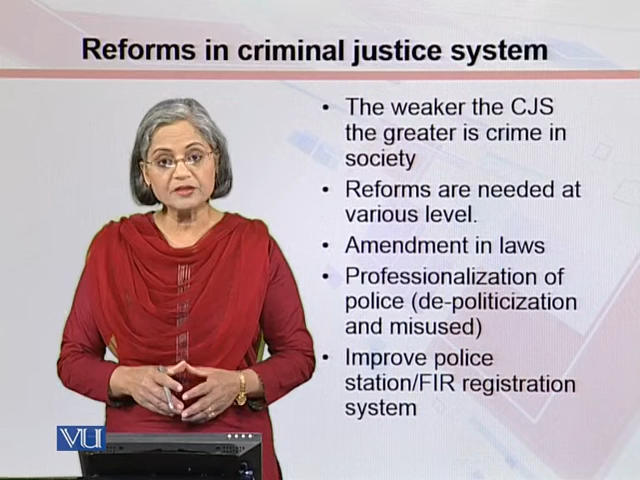 Reforms in criminal justice system
• The weaker the CJS
the greater is crime in
society
• Reforms are needed at
various level.
• Amendment in laws
• Professionalization of
police (de-politicization
and misused)
• Improve police
station/FIR registration
system
VU